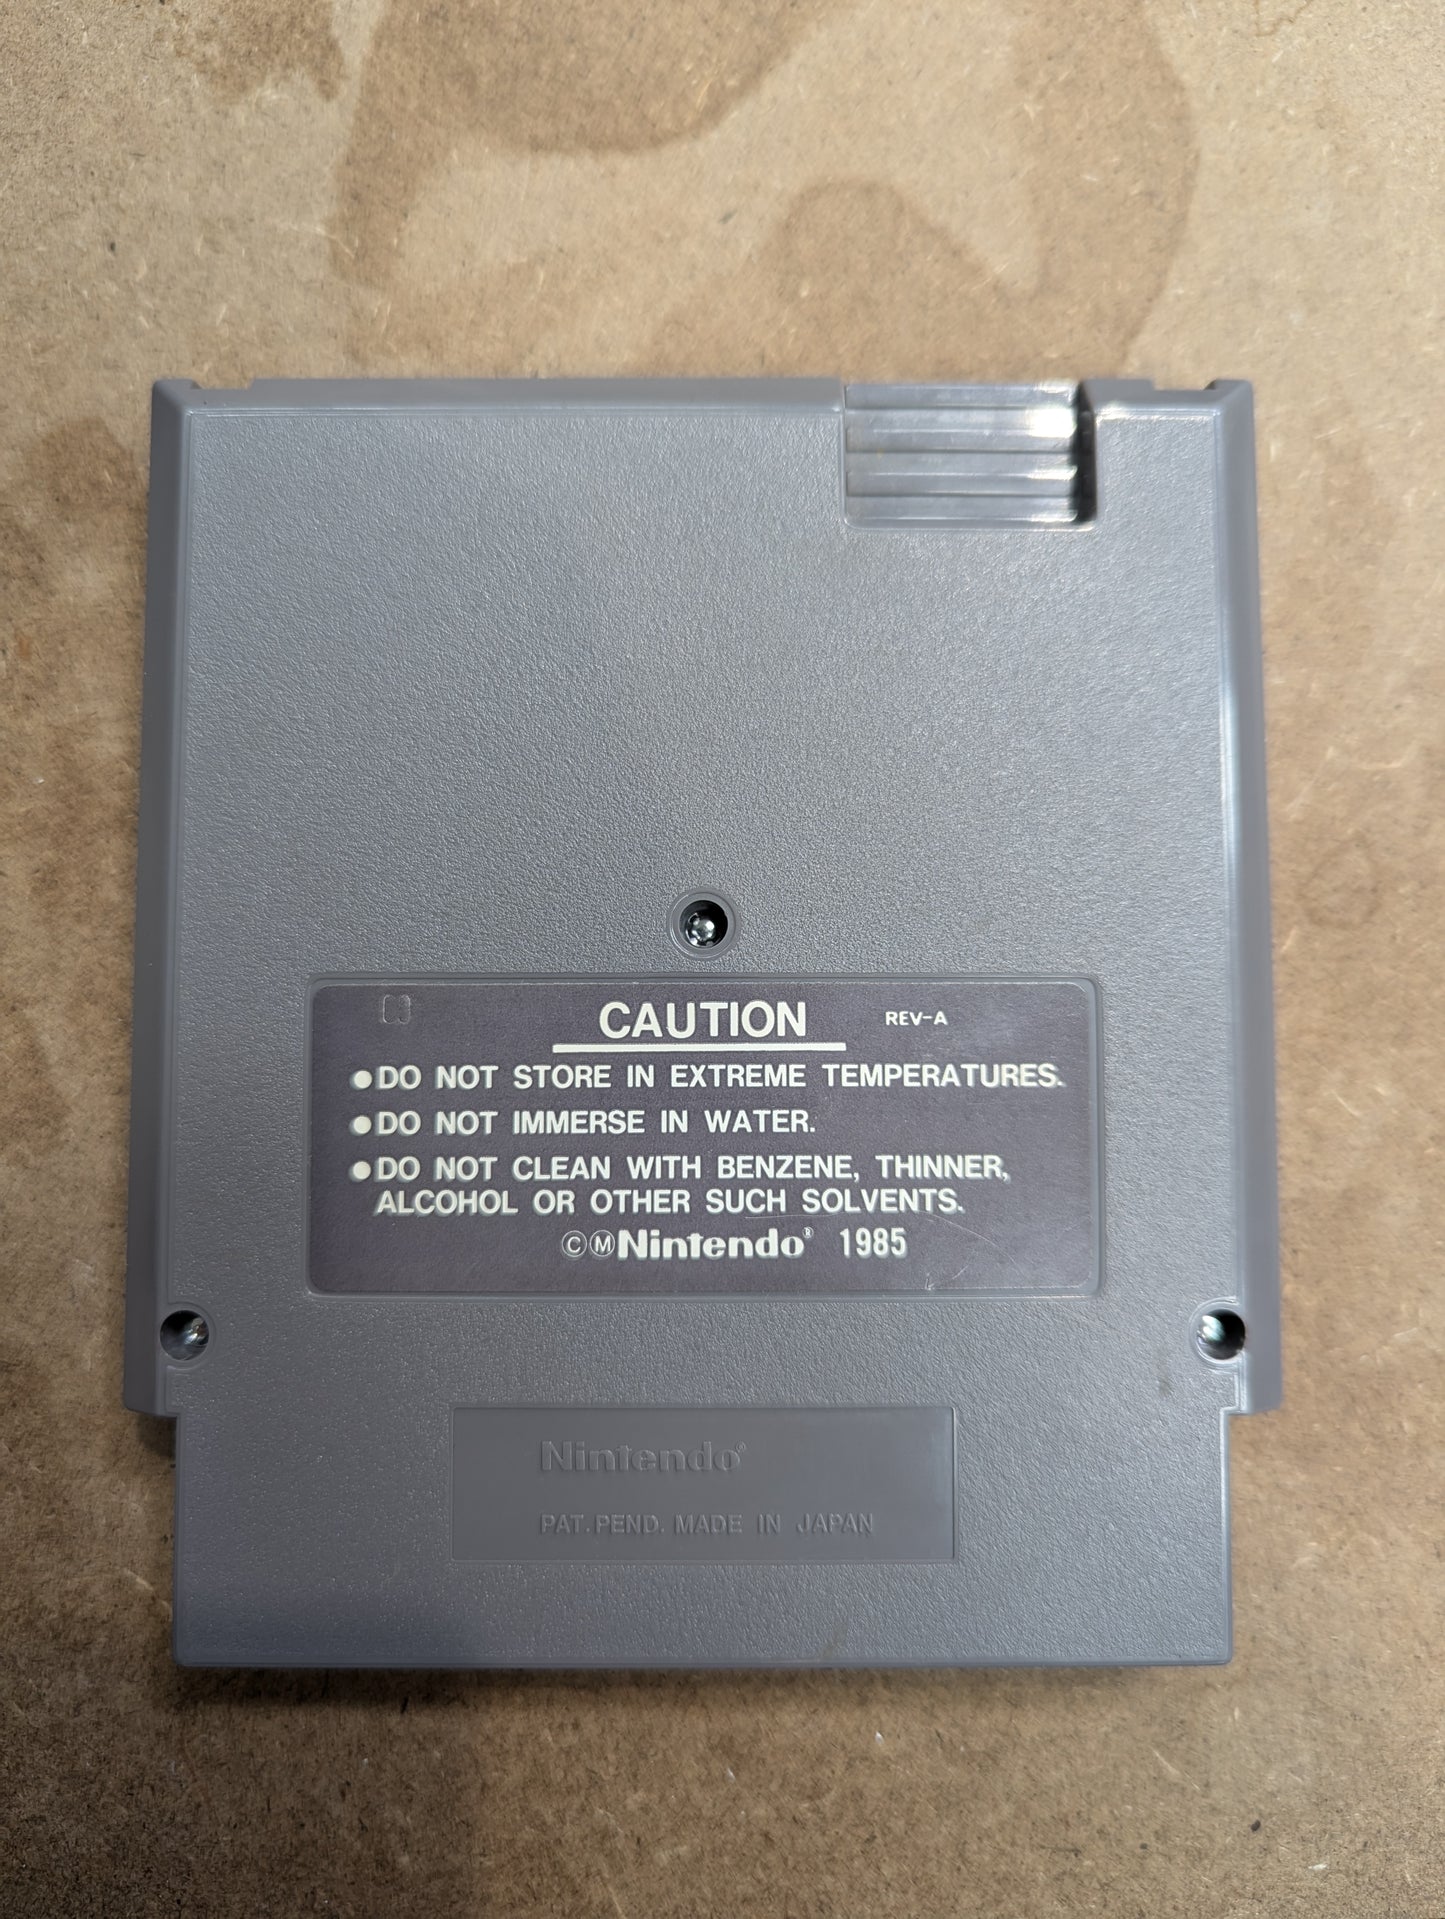 CAUTION REV-A
●DO NOT STORE IN EXTREME TEMPERATURES.
●DO NOT IMMERSE IN WATER.
●DO NOT CLEAN WITH BENZENE, THINNER,
ALCOHOL OR OTHER SUCH SOLVENTS.
©ⓂNintendo® 1985
Nintendo®
PAT. PEND. MADE IN JAPAN